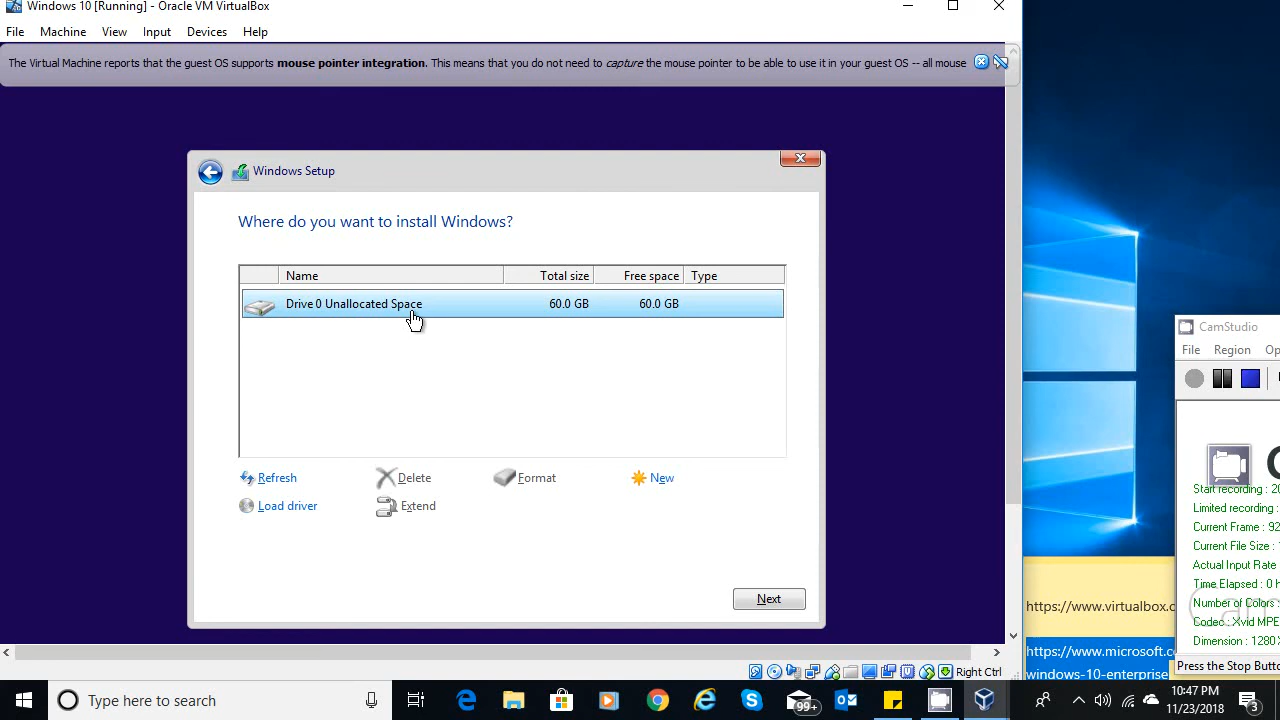 Windows 10 [Running] - Oracle VM VirtualBox
File Machine View Input Devices Help
The Virtual Machine reports that the guest OS supports mouse pointer integration. This means that you do not need to capture the mouse pointer to be able to use it in your guest OS -- all mouse
Windows Setup
Where do you want to install Windows?
Name Total size Free space Type
Drive 0 Unallocated Space 60.0 GB 60.0 GB
Refresh Delete Format New
Load driver Extend
Next
Right Ctrl
CamStudio
File Region
Start recording : 20
Limited recording :
Current Frame : 92
Current File Size :
Actual Input Rate
Time Elapsed : 0 h
Number of Colors :
Codec : Xvid MPE
Dimension : 1280
Press the Stop Butto
https://www.virtualbox.c
https://www.microsoft.c
windows-10-enterprise
Type here to search
99+
10:47 PM
11/23/2018
3